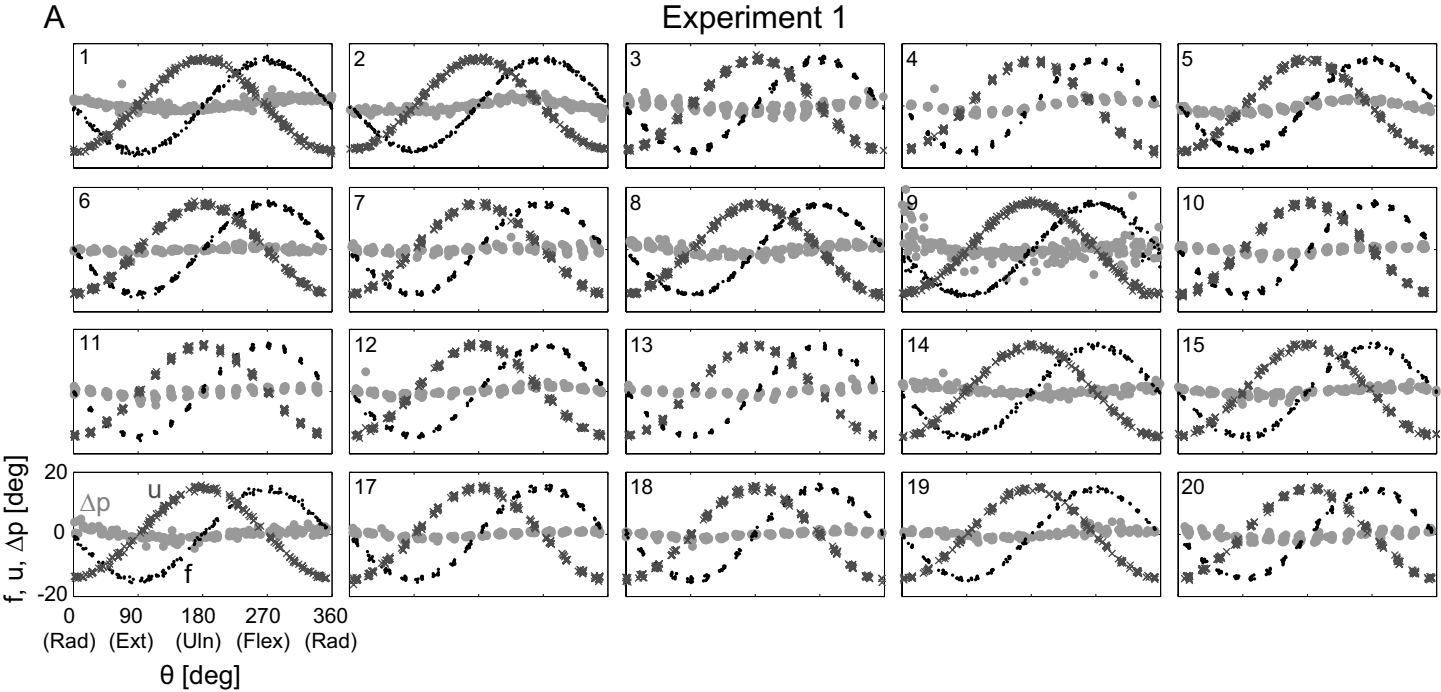 A
Experiment 1
1
2
3
4
5
6
7
8
9
10
11
12
13
14
15
f, u, Δp [deg]
20
0
-20
Δp
u
f
17
18
19
20
0 90 180 270 360
(Rad) (Ext) (Uln) (Flex) (Rad)
θ [deg]